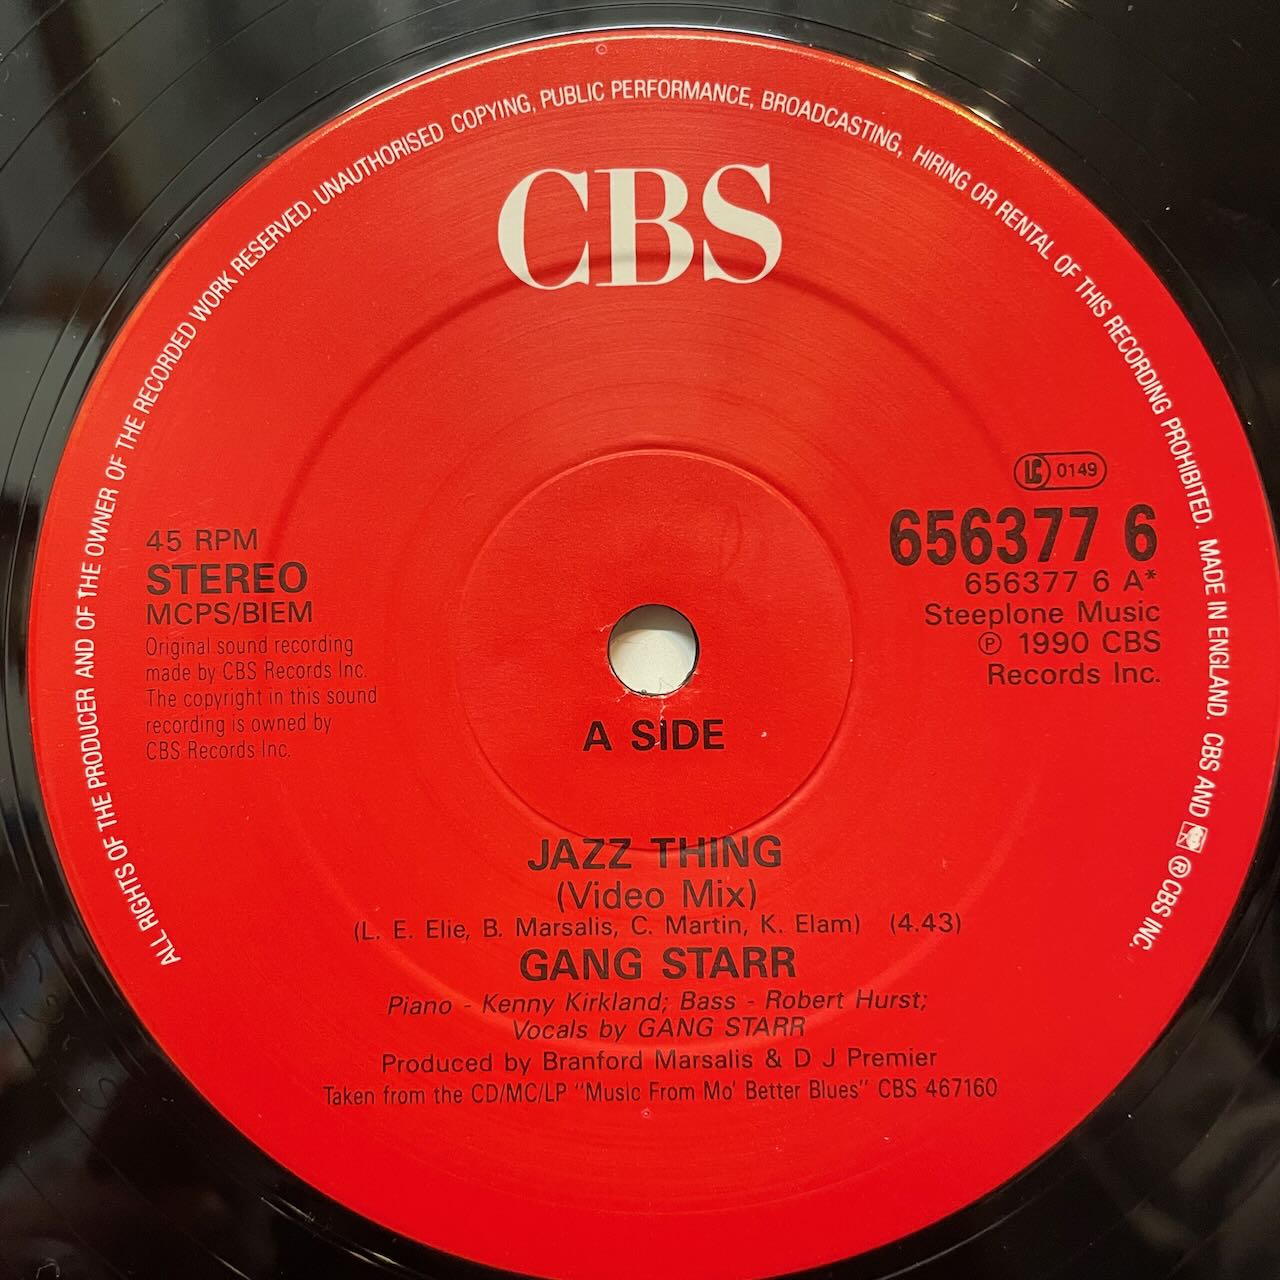 ALL RIGHTS OF THE PRODUCER AND OF THE OWNER OF THE RECORDED WORK RESERVED. UNAUTHORISED COPYING, PUBLIC PERFORMANCE, BROADCASTING, HIRING OR RENTAL OF THIS RECORDING PROHIBITED. MADE IN ENGLAND. CBS AND ® CBS INC.
CBS
LC 0149
45 RPM
STEREO
MCPS/BIEM
Original sound recording
made by CBS Records Inc.
The copyright in this sound
recording is owned by
CBS Records Inc.
656377 6
656377 6 A*
Steeplone Music
℗ 1990 CBS
Records Inc.
A SIDE
JAZZ THING
(Video Mix)
(L. E. Elie, B. Marsalis, C. Martin, K. Elam) (4.43)
GANG STARR
Piano - Kenny Kirkland; Bass - Robert Hurst;
Vocals by GANG STARR
Produced by Branford Marsalis & D J Premier
Taken from the CD/MC/LP "Music From Mo' Better Blues" CBS 467160